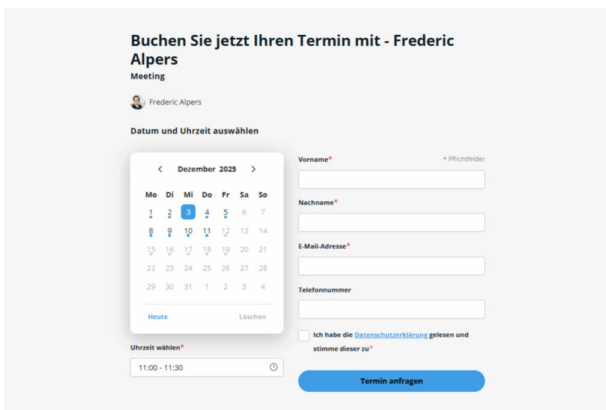 Buchen Sie jetzt Ihren Termin mit - Frederic
Alpers
Meeting
Frederic Alpers
Datum und Uhrzeit auswählen
< Dezember 2025 >
Mo Di Mi Do Fr Sa So
1 2 3 4 5 6 7
8 9 10 11 12 13 14
15 16 17 18 19 20 21
22 23 24 25 26 27 28
29 30 31 1 2 3 4
Heute Löschen
Uhrzeit wählen*
11:00 - 11:30
Vorname* * Pflichtfelder
Nachname*
E-Mail-Adresse*
Telefonnummer
Ich habe die Datenschutzerklärung gelesen und
stimme dieser zu*
Termin anfragen